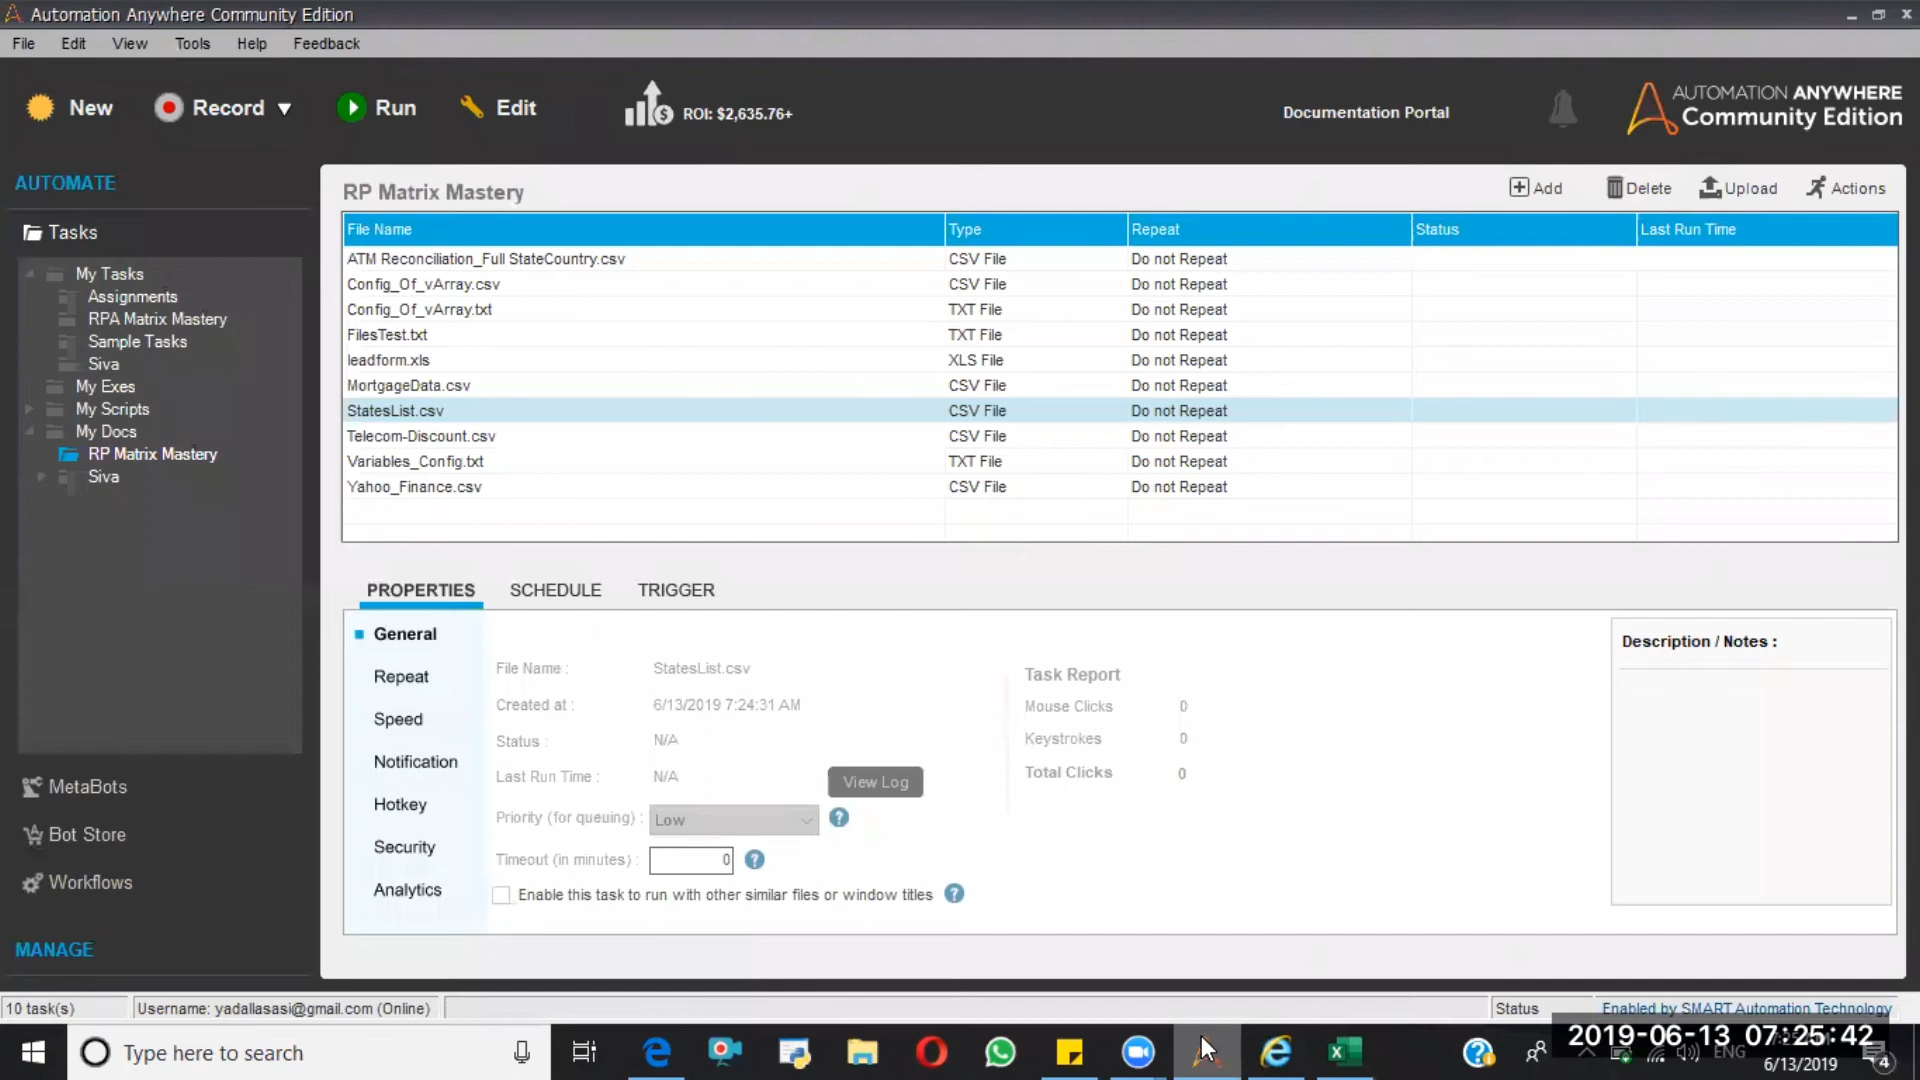 Automation Anywhere Community Edition
File Edit View Tools Help Feedback
New Record Run Edit ROI: $2,635.76+ Documentation Portal AUTOMATION ANYWHERE Community Edition
AUTOMATE
Tasks
My Tasks
Assignments
RPA Matrix Mastery
Sample Tasks
Siva
My Exes
My Scripts
My Docs
RP Matrix Mastery
Siva
MetaBots
Bot Store
Workflows
MANAGE
RP Matrix Mastery Add Delete Upload Actions
File Name Type Repeat Status Last Run Time
ATM Reconciliation_Full StateCountry.csv CSV File Do not Repeat
Config_Of_vArray.csv CSV File Do not Repeat
Config_Of_vArray.txt TXT File Do not Repeat
FilesTest.txt TXT File Do not Repeat
leadform.xls XLS File Do not Repeat
MortgageData.csv CSV File Do not Repeat
StatesList.csv CSV File Do not Repeat
Telecom-Discount.csv CSV File Do not Repeat
Variables_Config.txt TXT File Do not Repeat
Yahoo_Finance.csv CSV File Do not Repeat
PROPERTIES SCHEDULE TRIGGER
General
Repeat
Speed
Notification
Hotkey
Security
Analytics
File Name : StatesList.csv
Created at : 6/13/2019 7:24:31 AM
Status : N/A
Last Run Time : N/A View Log
Priority (for queuing) : Low ?
Timeout (in minutes) : 0 ?
Enable this task to run with other similar files or window titles ?
Task Report
Mouse Clicks 0
Keystrokes 0
Total Clicks 0
Description / Notes :
10 task(s) Username: yadallasasi@gmail.com (Online) Status Enabled by SMART Automation Technology
Type here to search
2019-06-13 07:25:42
ENG
6/13/2019
4